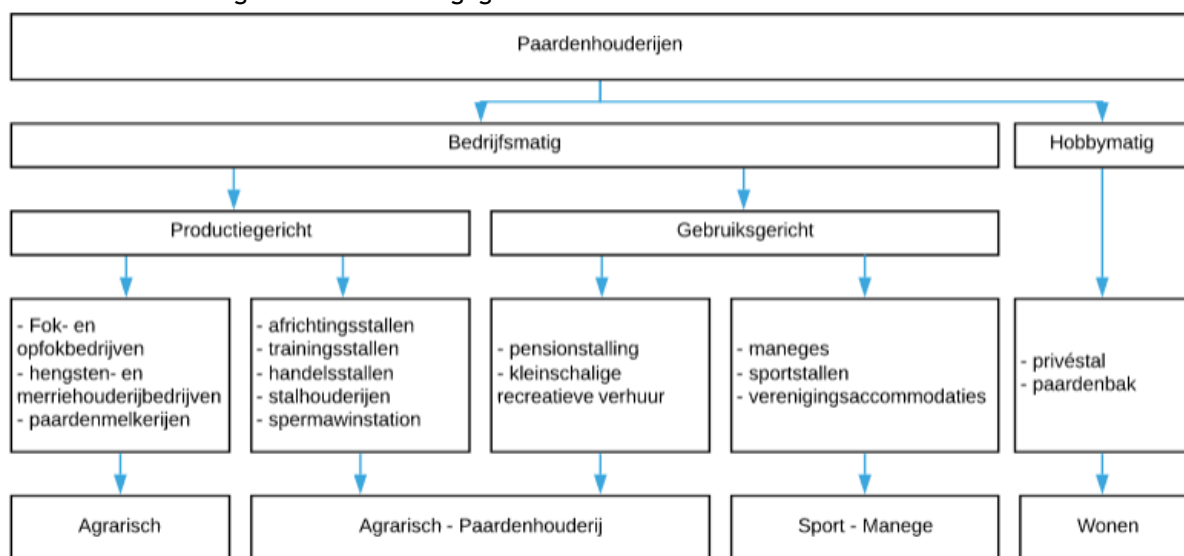 Paardenhouderijen
Bedrijfsmatig
Hobbymatig
Productiegericht
Gebruiksgericht
- Fok- en
opfokbedrijven
- hengsten- en
merriehouderijbedrijven
- paardenmelkerijen
- africhtingsstallen
- trainingsstallen
- handelsstallen
- stalhouderijen
- spermawinstation
- pensionstalling
- kleinschalige
recreatieve verhuur
- maneges
- sportstallen
- verenigingsaccommodaties
- privéstal
- paardenbak
Agrarisch
Agrarisch - Paardenhouderij
Sport - Manege
Wonen